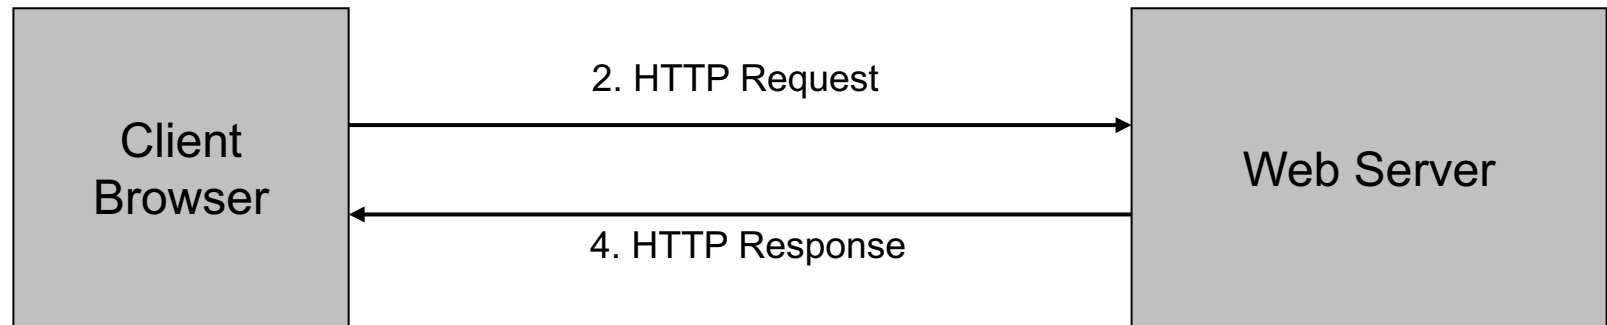 2. HTTP Request
Client
Browser
Web Server
4. HTTP Response